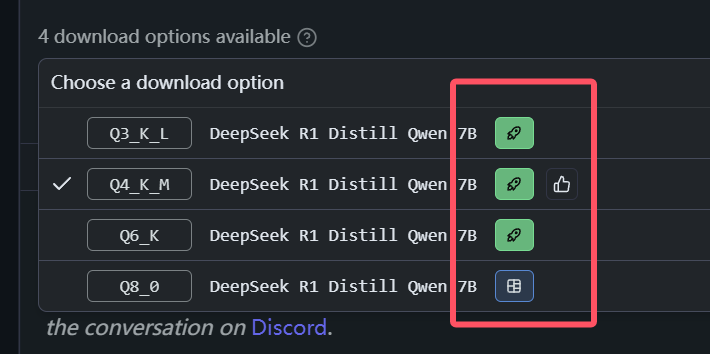 4 download options available
Choose a download option
Q3_K_L DeepSeek R1 Distill Qwen 7B
Q4_K_M DeepSeek R1 Distill Qwen 7B
Q6_K DeepSeek R1 Distill Qwen 7B
Q8_0 DeepSeek R1 Distill Qwen 7B
the conversation on Discord.